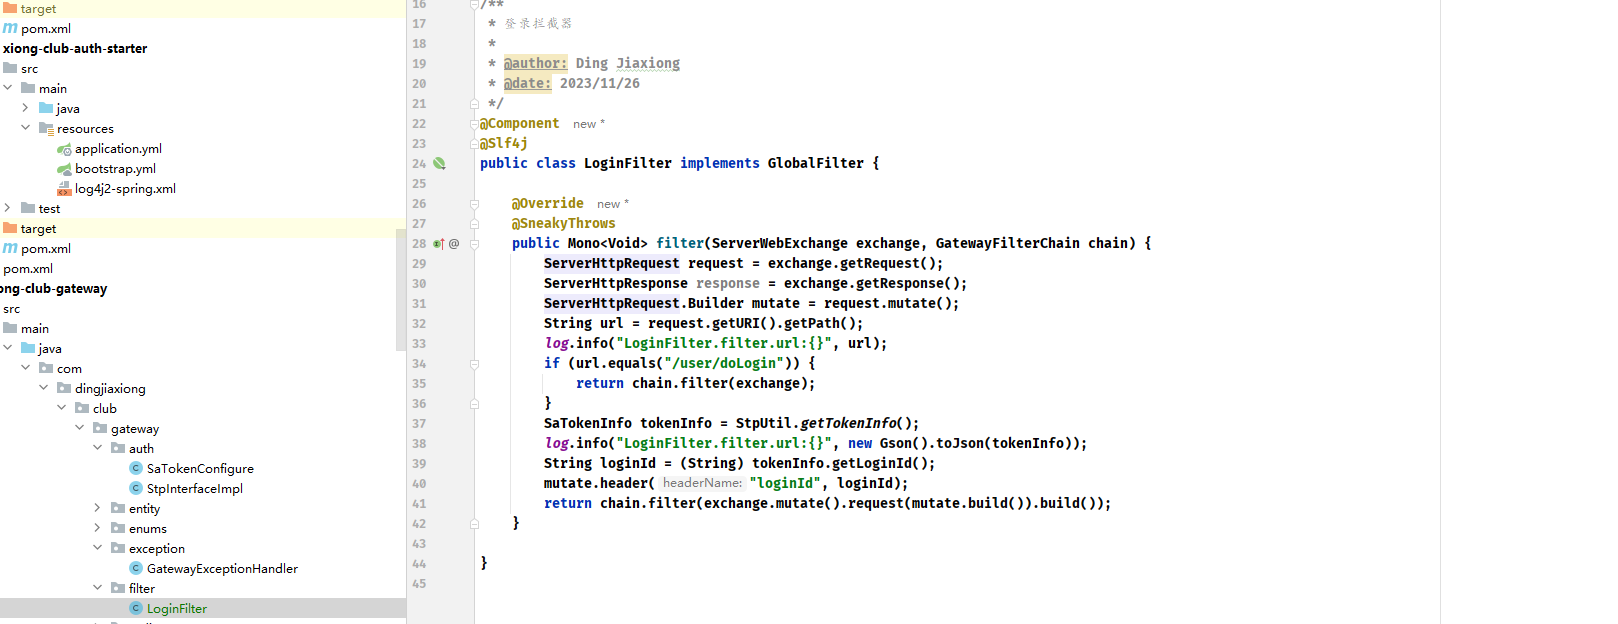 target
pom.xml
xiong-club-auth-starter
src
main
java
resources
application.yml
bootstrap.yml
log4j2-spring.xml
test
target
pom.xml
pom.xml
ong-club-gateway
src
main
java
com
dingjiaxiong
club
gateway
auth
SaTokenConfigure
StpInterfaceImpl
entity
enums
exception
GatewayExceptionHandler
filter
LoginFilter
16 /**
17 * 登录拦截器
18 *
19 * @author: Ding Jiaxiong
20 * @date: 2023/11/26
21 */
22 @Component new *
23 @Slf4j
24 public class LoginFilter implements GlobalFilter {
25
26 @Override new *
27 @SneakyThrows
28 @ public Mono<Void> filter(ServerWebExchange exchange, GatewayFilterChain chain) {
29 ServerHttpRequest request = exchange.getRequest();
30 ServerHttpResponse response = exchange.getResponse();
31 ServerHttpRequest.Builder mutate = request.mutate();
32 String url = request.getURI().getPath();
33 log.info("LoginFilter.filter.url:{}", url);
34 if (url.equals("/user/doLogin")) {
35 return chain.filter(exchange);
36 }
37 SaTokenInfo tokenInfo = StpUtil.getTokenInfo();
38 log.info("LoginFilter.filter.url:{}", new Gson().toJson(tokenInfo));
39 String loginId = (String) tokenInfo.getLoginId();
40 mutate.header( headerName: "loginId", loginId);
41 return chain.filter(exchange.mutate().request(mutate.build()).build());
42 }
43
44 }
45